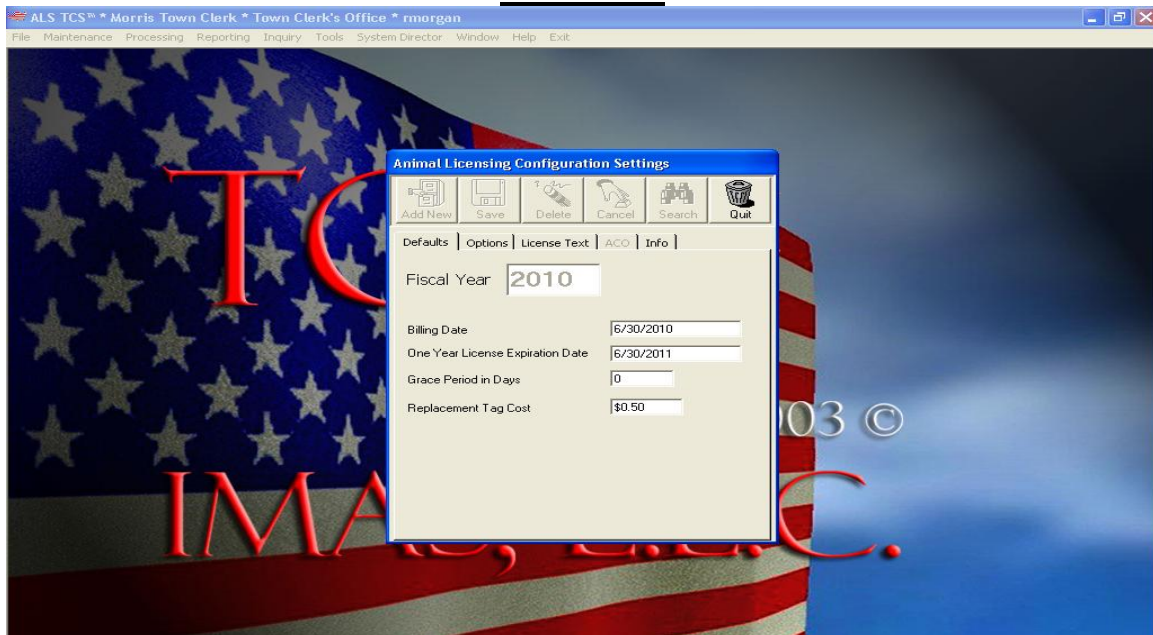 ALS TCS™ * Morris Town Clerk * Town Clerk's Office * rmorgan
File Maintenance Processing Reporting Inquiry Tools System Director Window Help Exit
Animal Licensing Configuration Settings
Add New Save Delete Cancel Search Quit
Defaults Options License Text ACO Info
Fiscal Year 2010
Billing Date 6/30/2010
One Year License Expiration Date 6/30/2011
Grace Period in Days 0
Replacement Tag Cost $0.50